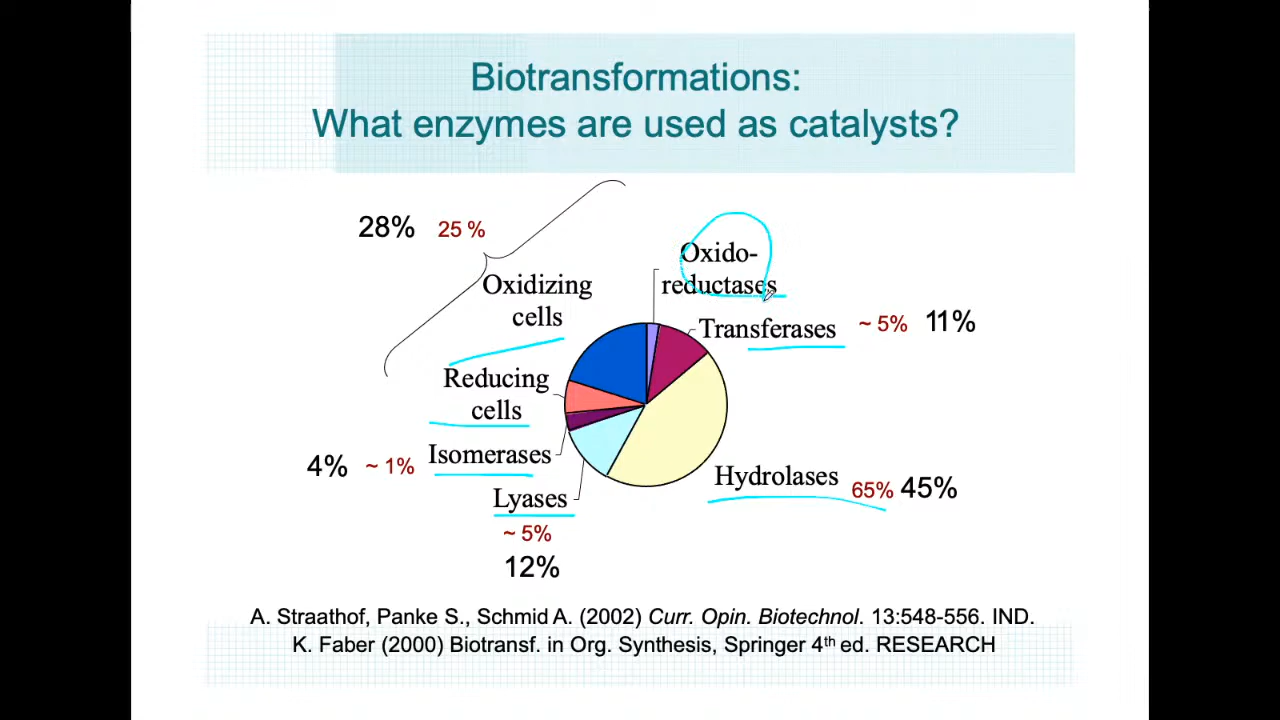 Biotransformations:
What enzymes are used as catalysts?
28% 25 %
Oxidizing
cells
Oxido-
reductases
Transferases ~ 5% 11%
Reducing
cells
4% ~ 1% Isomerases
Lyases
~ 5%
12%
Hydrolases 65% 45%
A. Straathof, Panke S., Schmid A. (2002) Curr. Opin. Biotechnol. 13:548-556. IND.
K. Faber (2000) Biotransf. in Org. Synthesis, Springer 4th ed. RESEARCH